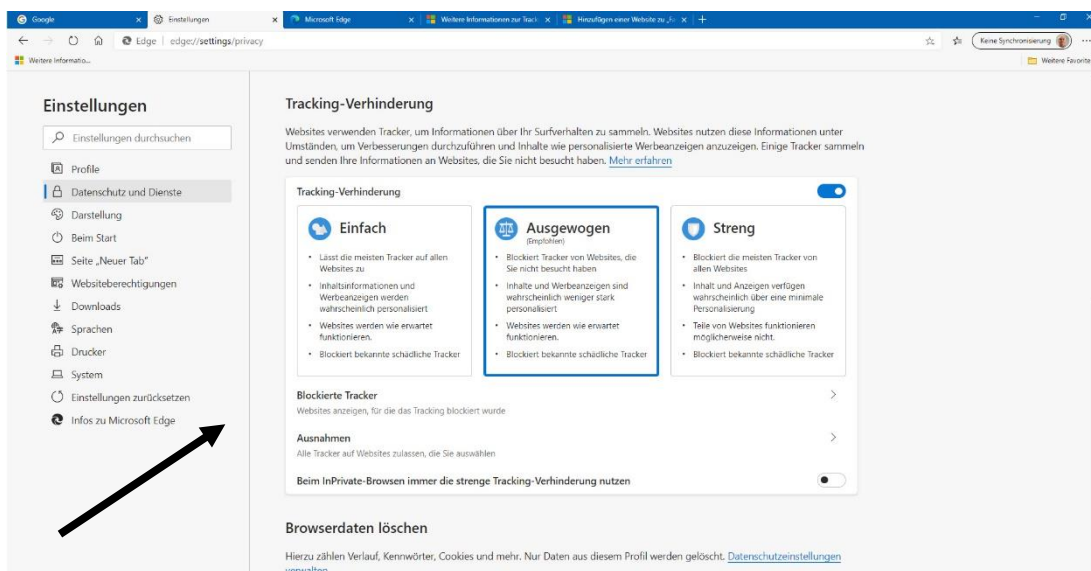 Google
Einstellungen
Microsoft Edge
Weitere Informationen zur Track
Hinzufügen einer Website zu
Edge | edge://settings/privacy
Keine Synchronisierung
Weitere Informatio...
Weitere Favorite
Einstellungen
Einstellungen durchsuchen
Profile
Datenschutz und Dienste
Darstellung
Beim Start
Seite „Neuer Tab“
Websiteberechtigungen
Downloads
Sprachen
Drucker
System
Einstellungen zurücksetzen
Infos zu Microsoft Edge
Tracking-Verhinderung
Websites verwenden Tracker, um Informationen über Ihr Surfverhalten zu sammeln. Websites nutzen diese Informationen unter
Umständen, um Verbesserungen durchzuführen und Inhalte wie personalisierte Werbeanzeigen anzuzeigen. Einige Tracker sammeln
und senden Ihre Informationen an Websites, die Sie nicht besucht haben. Mehr erfahren
Tracking-Verhinderung
Einfach
• Lässt die meisten Tracker auf allen
Websites zu
• Inhaltsinformationen und
Werbeanzeigen werden
wahrscheinlich personalisiert
• Websites werden wie erwartet
funktionieren.
• Blockiert bekannte schädliche Tracker
Ausgewogen
(Empfohlen)
• Blockiert Tracker von Websites, die
Sie nicht besucht haben
• Inhalte und Werbeanzeigen sind
wahrscheinlich weniger stark
personalisiert
• Websites werden wie erwartet
funktionieren.
• Blockiert bekannte schädliche Tracker
Streng
• Blockiert die meisten Tracker von
allen Websites
• Inhalt und Anzeigen verfügen
wahrscheinlich über eine minimale
Personalisierung
• Teile von Websites funktionieren
möglicherweise nicht.
• Blockiert bekannte schädliche Tracker
Blockierte Tracker
Websites anzeigen, für die das Tracking blockiert wurde
Ausnahmen
Alle Tracker auf Websites zulassen, die Sie auswählen
Beim InPrivate-Browsen immer die strenge Tracking-Verhinderung nutzen
Browserdaten löschen
Hierzu zählen Verlauf, Kennwörter, Cookies und mehr. Nur Daten aus diesem Profil werden gelöscht. Datenschutzeinstellungen
verwalten